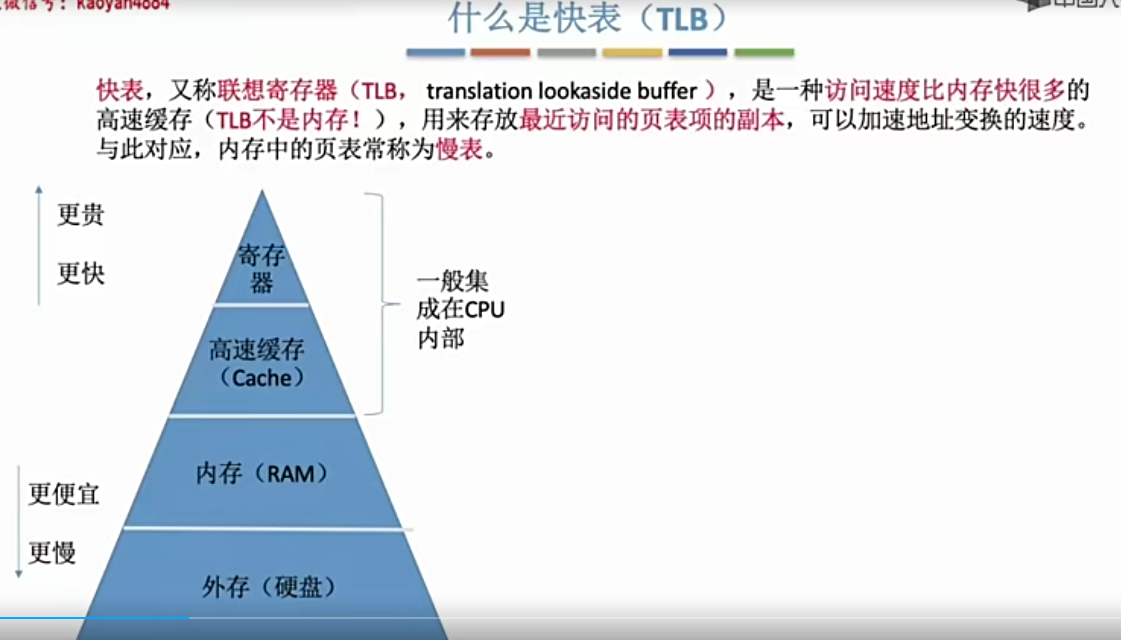 微信号：kaoyan4884
什么是快表（TLB）
快表，又称联想寄存器（TLB， translation lookaside buffer ），是一种访问速度比内存快很多的
高速缓存（TLB不是内存！），用来存放最近访问的页表项的副本，可以加速地址变换的速度。
与此对应，内存中的页表常称为慢表。
更贵
更快
寄存
器
高速缓存
（Cache）
一般集
成在CPU
内部
内存（RAM）
更便宜
更慢
外存（硬盘）